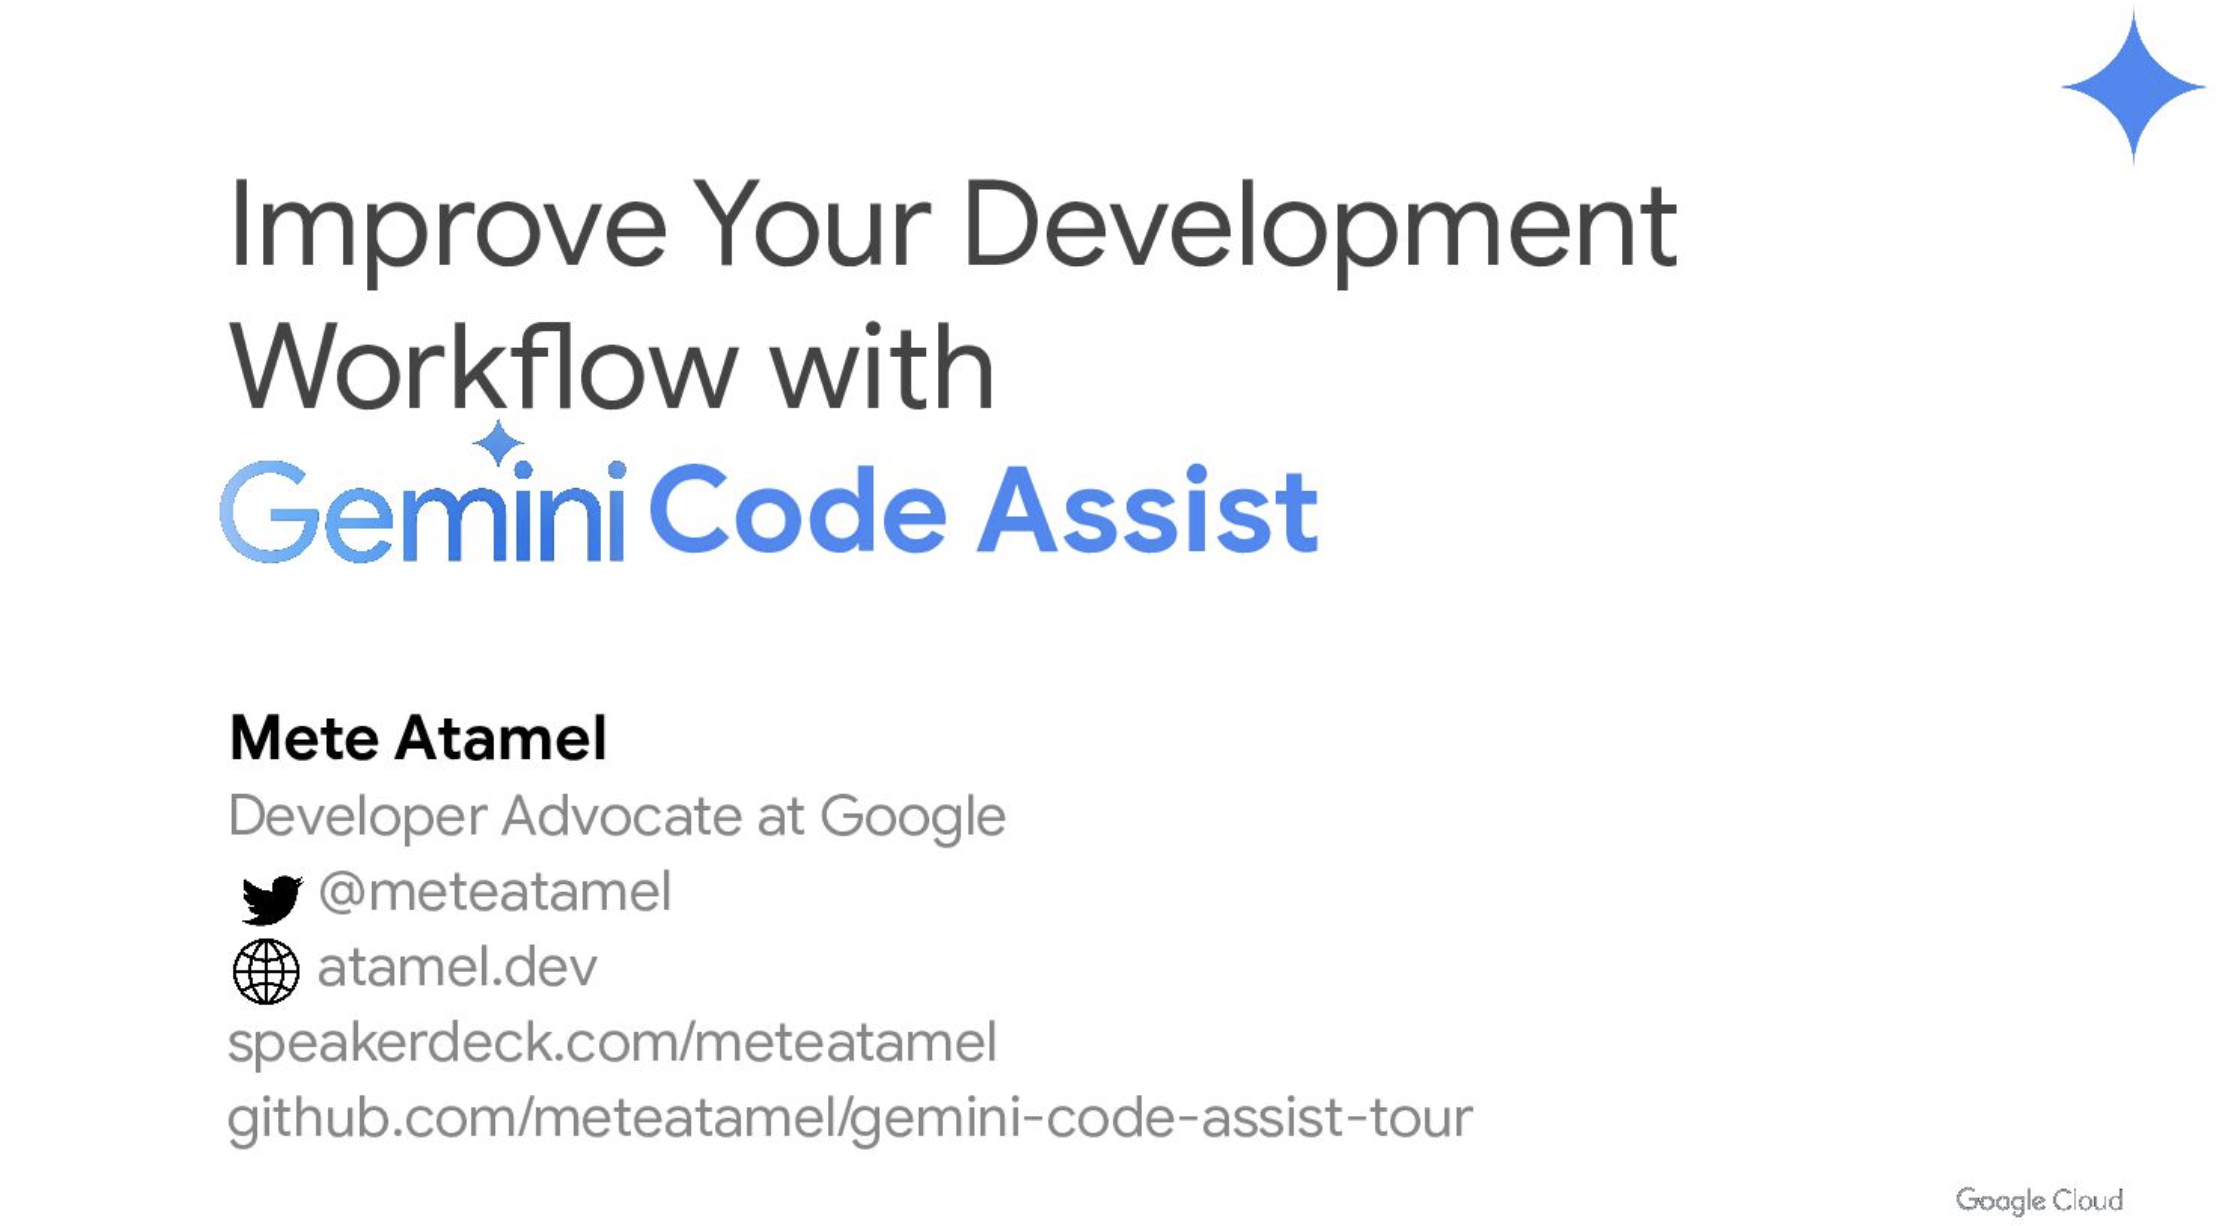 Improve Your Development
Workflow with
Gemini Code Assist
Mete Atamel
Developer Advocate at Google
@meteatamel
atamel.dev
speakerdeck.com/meteatamel
github.com/meteatamel/gemini-code-assist-tour
Google Cloud